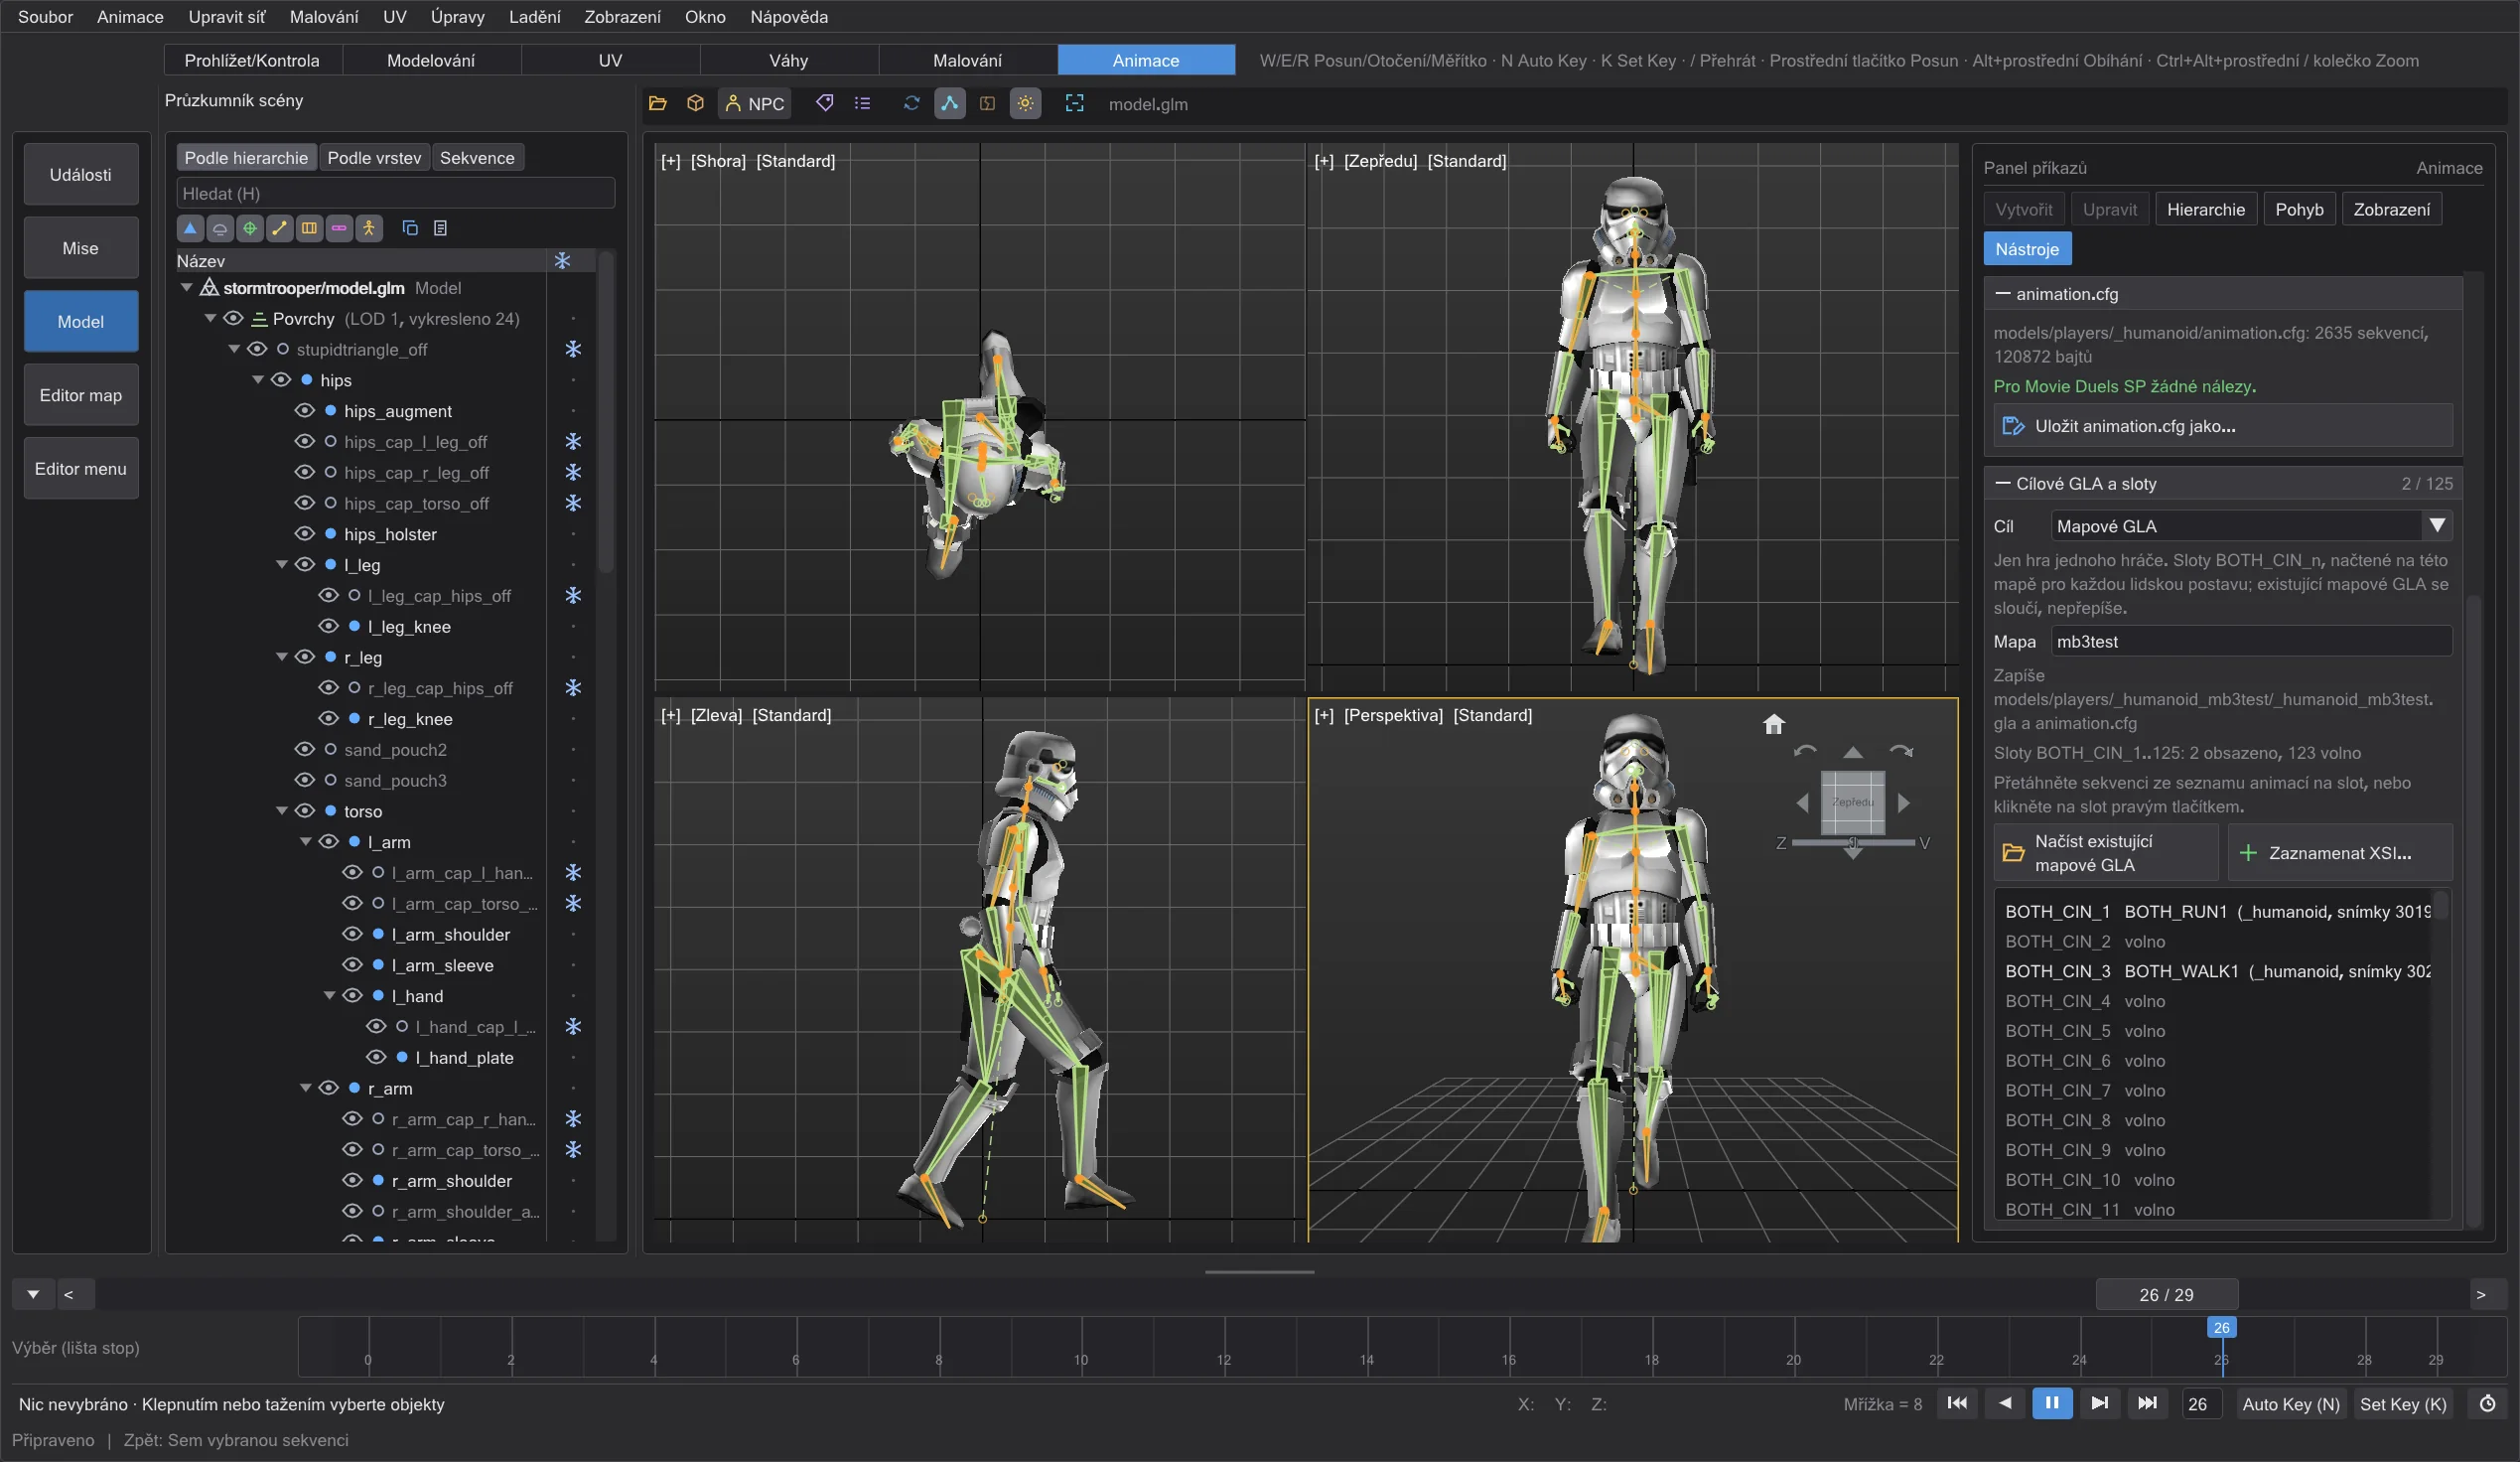 Soubor Animace Upravit síť Malování UV Úpravy Ladění Zobrazení Okno Nápověda
Prohlížet/Kontrola Modelování UV Váhy Malování Animace W/E/R Posun/Otočení/Měřítko · N Auto Key · K Set Key · / Přehrát · Prostřední tlačítko Posun · Alt+prostřední Obíhání · Ctrl+Alt+prostřední / kolečko Zoom
Průzkumník scény
NPC model.glm
Události
Mise
Model
Editor map
Editor menu
Podle hierarchie Podle vrstev Sekvence
Hledat (H)
Název
stormtrooper/model.glm Model
Povrchy (LOD 1, vykresleno 24)
stupidtriangle_off
hips
hips_augment
hips_cap_l_leg_off
hips_cap_r_leg_off
hips_cap_torso_off
hips_holster
l_leg
l_leg_cap_hips_off
l_leg_knee
r_leg
r_leg_cap_hips_off
r_leg_knee
sand_pouch2
sand_pouch3
torso
l_arm
l_arm_cap_l_han...
l_arm_cap_torso_...
l_arm_shoulder
l_arm_sleeve
l_hand
l_hand_cap_l_...
l_hand_plate
r_arm
r_arm_cap_r_han...
r_arm_cap_torso_...
r_arm_shoulder
r_arm_shoulder_a...
r_arm_sleeve
[+] [Shora] [Standard]
[+] [Zepředu] [Standard]
[+] [Zleva] [Standard]
[+] [Perspektiva] [Standard]
Zepředu
Z V
Panel příkazů Animace
Vytvořit Upravit Hierarchie Pohyb Zobrazení
Nástroje
animation.cfg
models/players/_humanoid/animation.cfg: 2635 sekvencí,
120872 bajtů
Pro Movie Duels SP žádné nálezy.
Uložit animation.cfg jako...
Cílové GLA a sloty 2 / 125
Cíl Mapové GLA
Jen hra jednoho hráče. Sloty BOTH_CIN_n, načtené na této
mapě pro každou lidskou postavu; existující mapové GLA se
sloučí, nepřepíše.
Mapa mb3test
Zapíše
models/players/_humanoid_mb3test/_humanoid_mb3test.
gla a animation.cfg
Sloty BOTH_CIN_1..125: 2 obsazeno, 123 volno
Přetáhněte sekvenci ze seznamu animací na slot, nebo
klikněte na slot pravým tlačítkem.
Načíst existující
mapové GLA
Zaznamenat XSI...
BOTH_CIN_1 BOTH_RUN1 (_humanoid, snímky 3019
BOTH_CIN_2 volno
BOTH_CIN_3 BOTH_WALK1 (_humanoid, snímky 302
BOTH_CIN_4 volno
BOTH_CIN_5 volno
BOTH_CIN_6 volno
BOTH_CIN_7 volno
BOTH_CIN_8 volno
BOTH_CIN_9 volno
BOTH_CIN_10 volno
BOTH_CIN_11 volno
< 26 / 29 >
Výběr (lišta stop)
26
0 2 4 6 8 10 12 14 16 18 20 22 24 26 28 29
Nic nevybráno · Klepnutím nebo tažením vyberte objekty X: Y: Z: Mřížka = 8 26 Auto Key (N) Set Key (K)
Připraveno | Zpět: Sem vybranou sekvenci